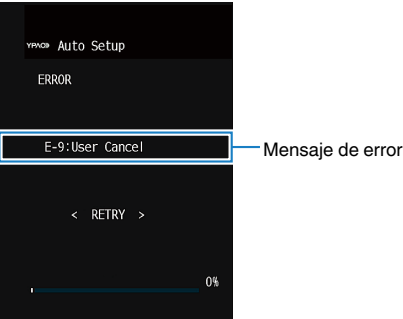 YPAO Auto Setup
ERROR
E-9:User Cancel
Mensaje de error
< RETRY >
0%